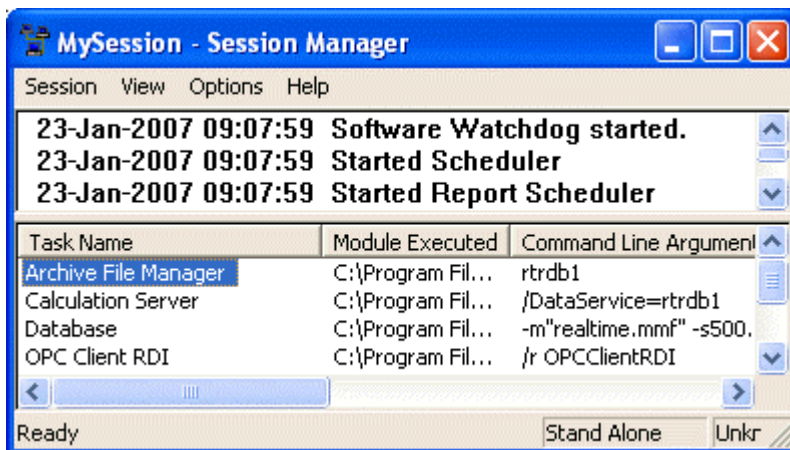 MySession - Session Manager
Session View Options Help
23-Jan-2007 09:07:59 Software Watchdog started.
23-Jan-2007 09:07:59 Started Scheduler
23-Jan-2007 09:07:59 Started Report Scheduler
Task Name Module Executed Command Line Argument
Archive File Manager C:\Program Fil... rtrdb1
Calculation Server C:\Program Fil... /DataService=rtrdb1
Database C:\Program Fil... -m"realtime.mmf" -s500.
OPC Client RDI C:\Program Fil... /r OPCClientRDI
Ready Stand Alone Unkr